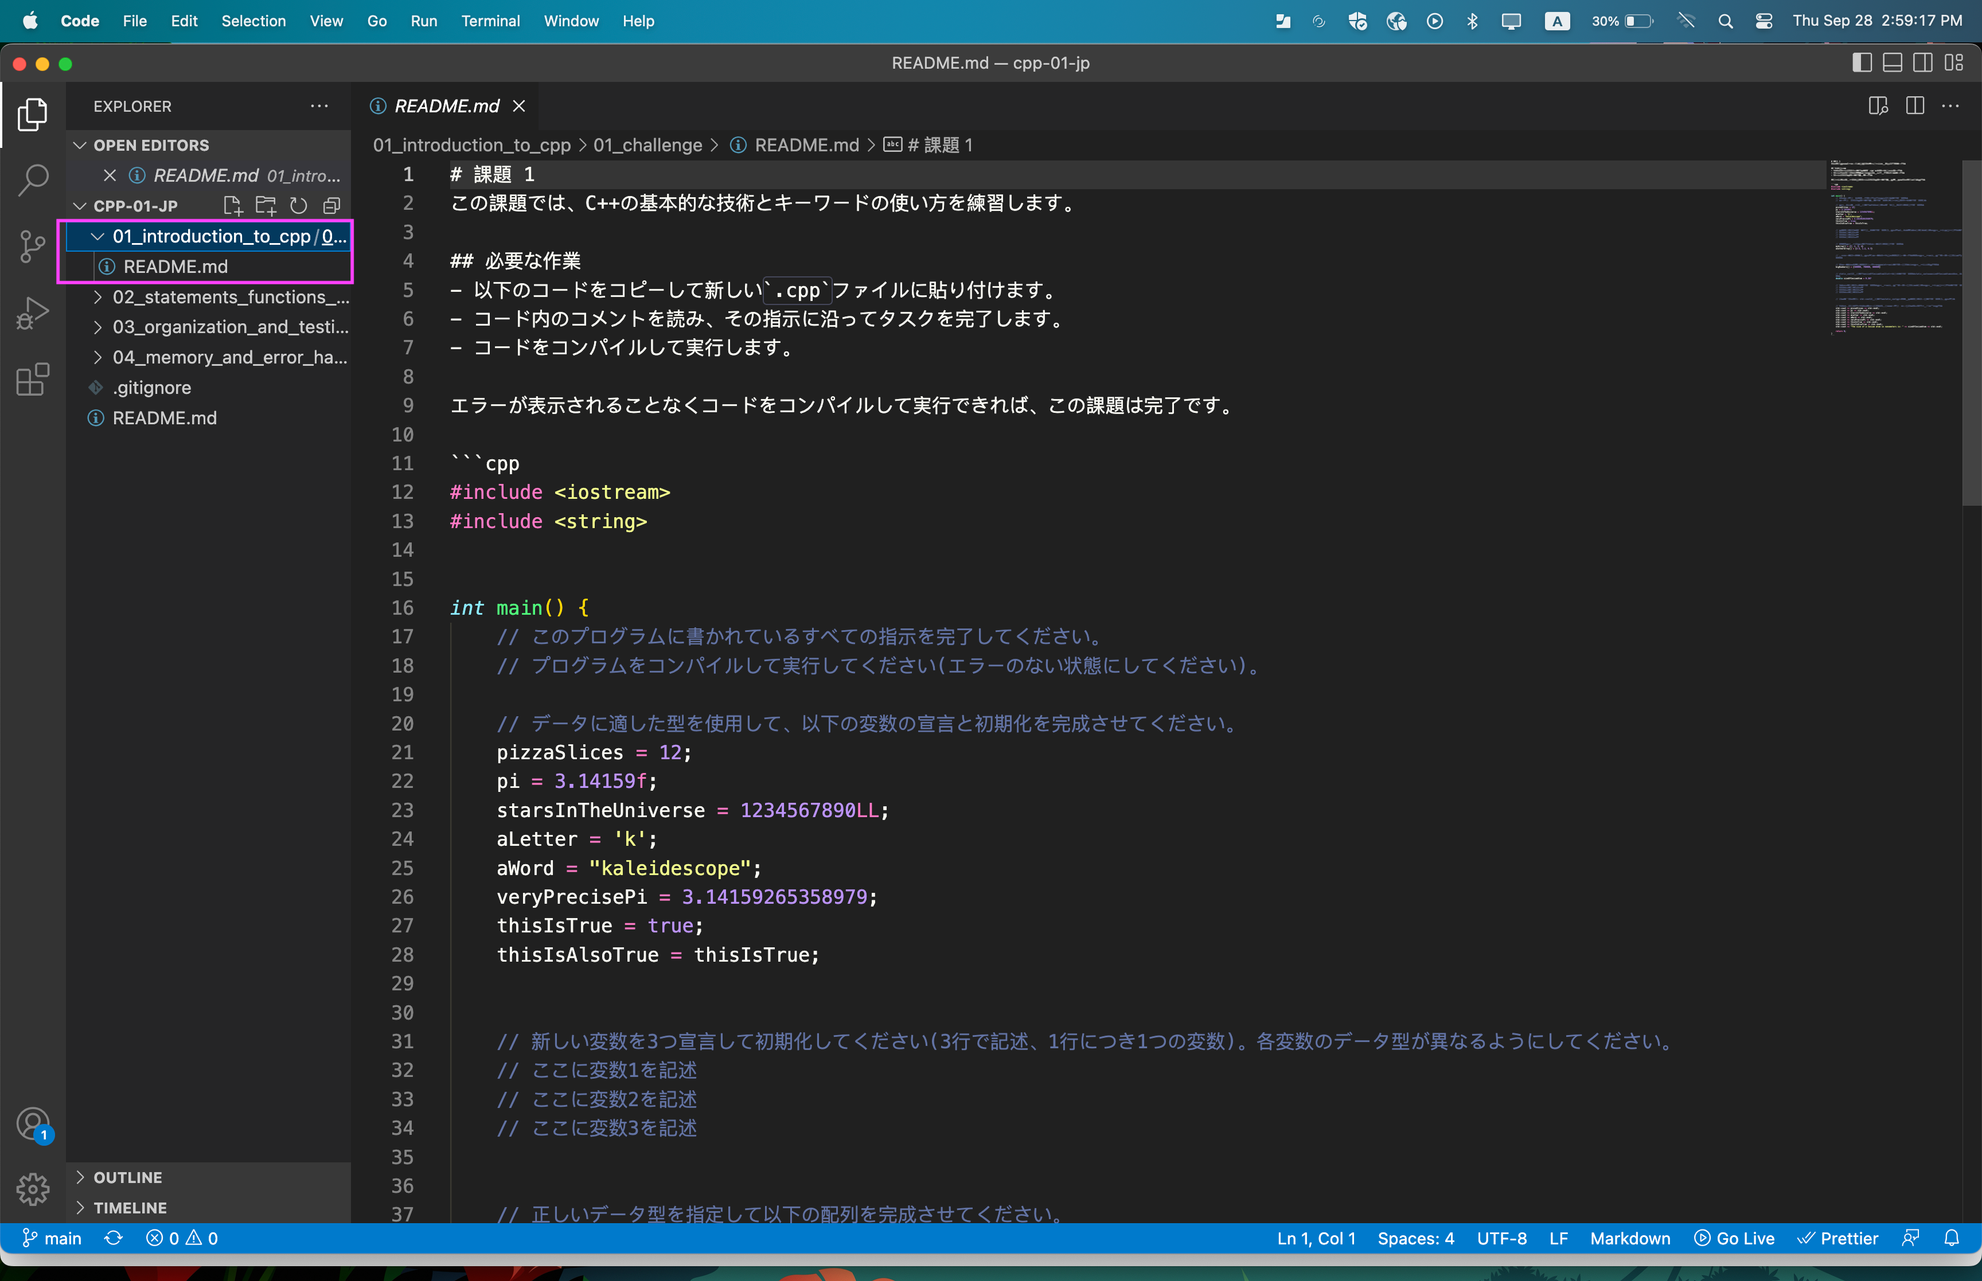 Code File Edit Selection View Go Run Terminal Window Help
A 30% Thu Sep 28 2:59:17 PM
README.md — cpp-01-jp
EXPLORER
OPEN EDITORS
README.md 01_intro...
CPP-01-JP
01_introduction_to_cpp/0...
README.md
02_statements_functions_...
03_organization_and_testi...
04_memory_and_error_ha...
.gitignore
README.md
1
OUTLINE
TIMELINE
README.md
01_introduction_to_cpp > 01_challenge > README.md > abc # 課題 1
1 # 課題 1
2 この課題では、C++の基本的な技術とキーワードの使い方を練習します。
3
4 ## 必要な作業
5 - 以下のコードをコピーして新しい`.cpp`ファイルに貼り付けます。
6 - コード内のコメントを読み、その指示に沿ってタスクを完了します。
7 - コードをコンパイルして実行します。
8
9 エラーが表示されることなくコードをコンパイルして実行できれば、この課題は完了です。
10
11 ```cpp
12 #include <iostream>
13 #include <string>
14
15
16 int main() {
17 // このプログラムに書かれているすべての指示を完了してください。
18 // プログラムをコンパイルして実行してください(エラーのない状態にしてください)。
19
20 // データに適した型を使用して、以下の変数の宣言と初期化を完成させてください。
21 pizzaSlices = 12;
22 pi = 3.14159f;
23 starsInTheUniverse = 1234567890LL;
24 aLetter = 'k';
25 aWord = "kaleidescope";
26 veryPrecisePi = 3.14159265358979;
27 thisIsTrue = true;
28 thisIsAlsoTrue = thisIsTrue;
29
30
31 // 新しい変数を3つ宣言して初期化してください(3行で記述、1行につき1つの変数)。各変数のデータ型が異なるようにしてください。
32 // ここに変数1を記述
33 // ここに変数2を記述
34 // ここに変数3を記述
35
36
37 // 正しいデータ型を指定して以下の配列を完成させてください。
main 0 0 Ln 1, Col 1 Spaces: 4 UTF-8 LF Markdown Go Live Prettier